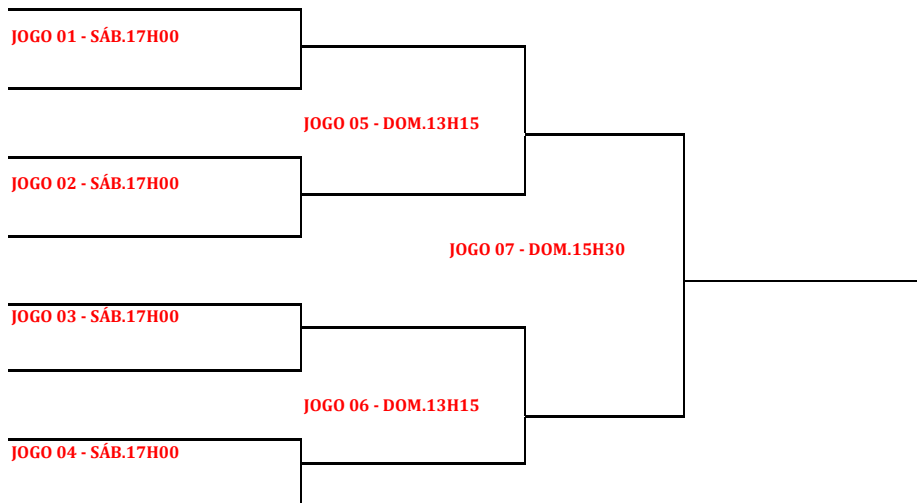 JOGO 01 - SÁB.17H00
JOGO 05 - DOM.13H15
JOGO 02 - SÁB.17H00
JOGO 07 - DOM.15H30
JOGO 03 - SÁB.17H00
JOGO 06 - DOM.13H15
JOGO 04 - SÁB.17H00